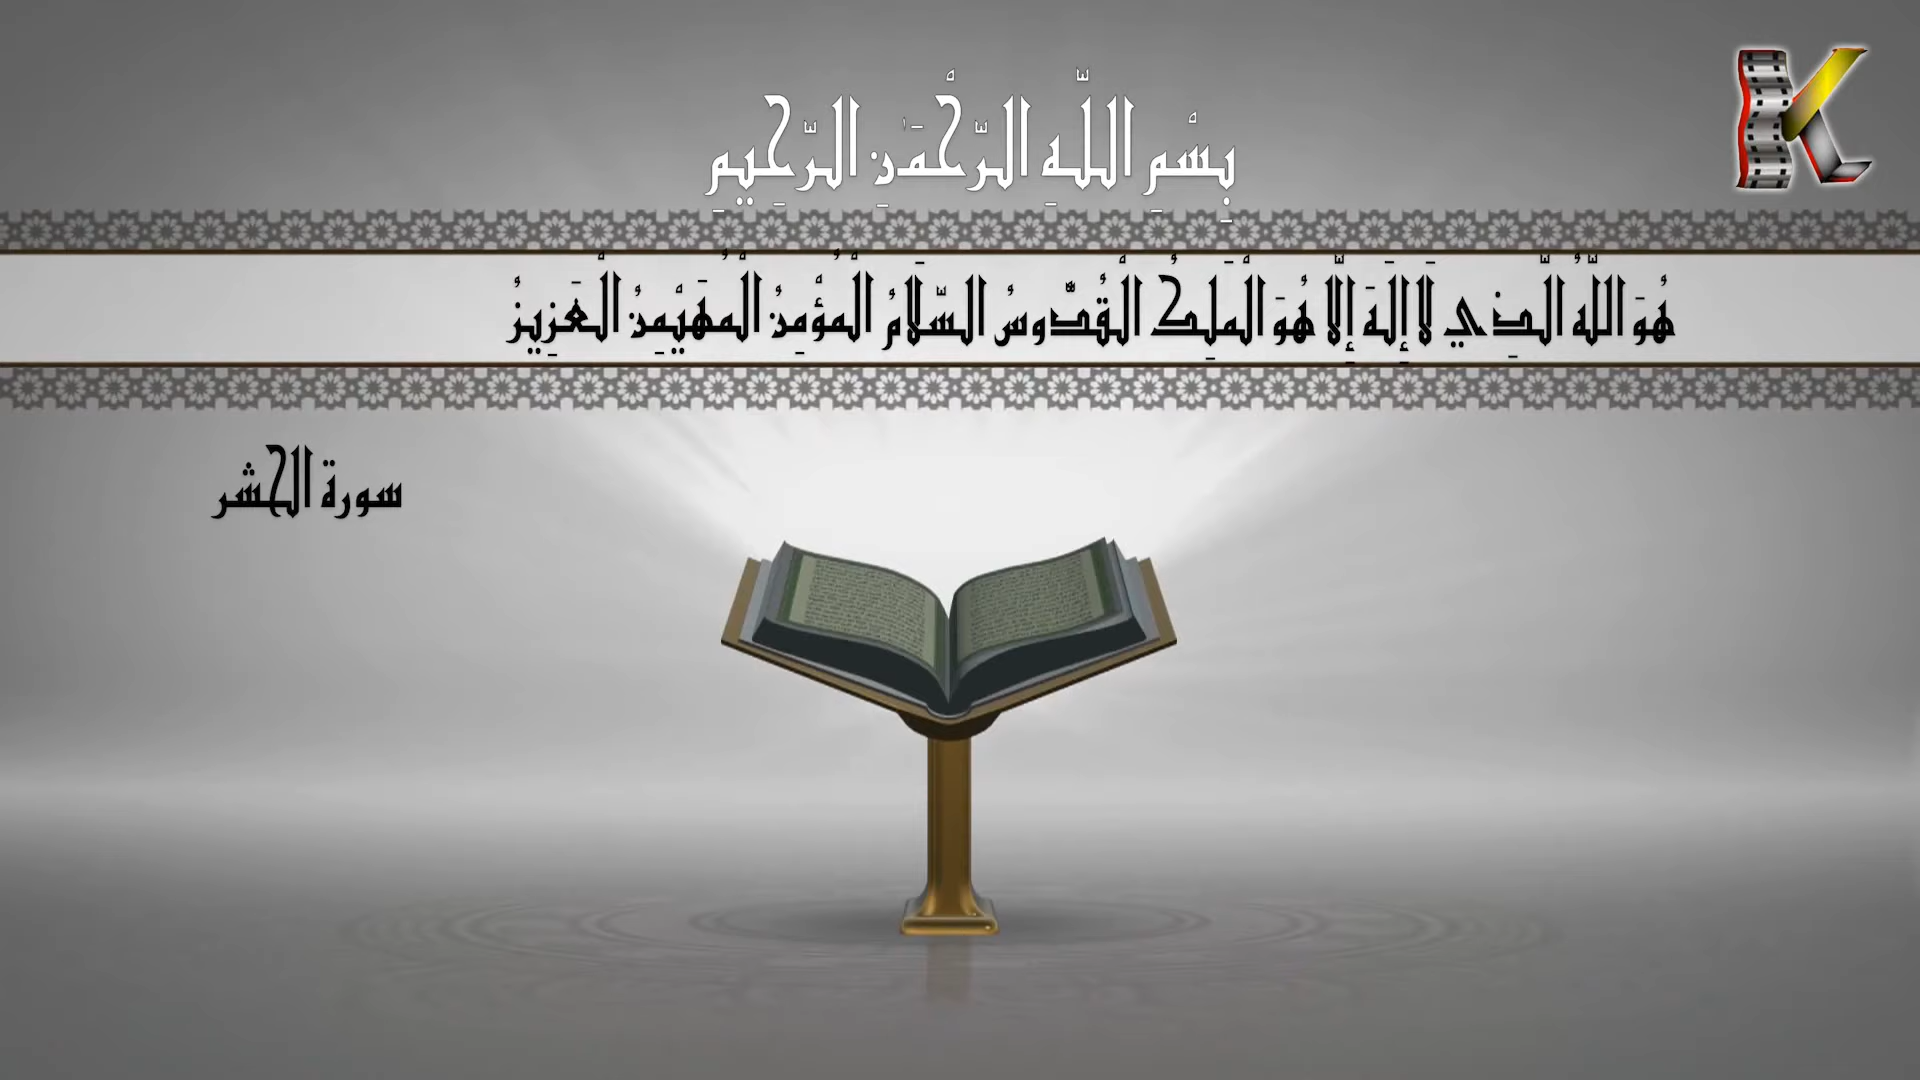 بِسْمِ اللَّهِ الرَّحْمَٰنِ الرَّحِيمِ
هُوَ اللَّهُ الَّذِي لَا إِلَهَ إِلَّا هُوَ الْمَلِكُ الْقُدُّوسُ السَّلَامُ الْمُؤْمِنُ الْمُهَيْمِنُ الْعَزِيزُ
سورة الحشر